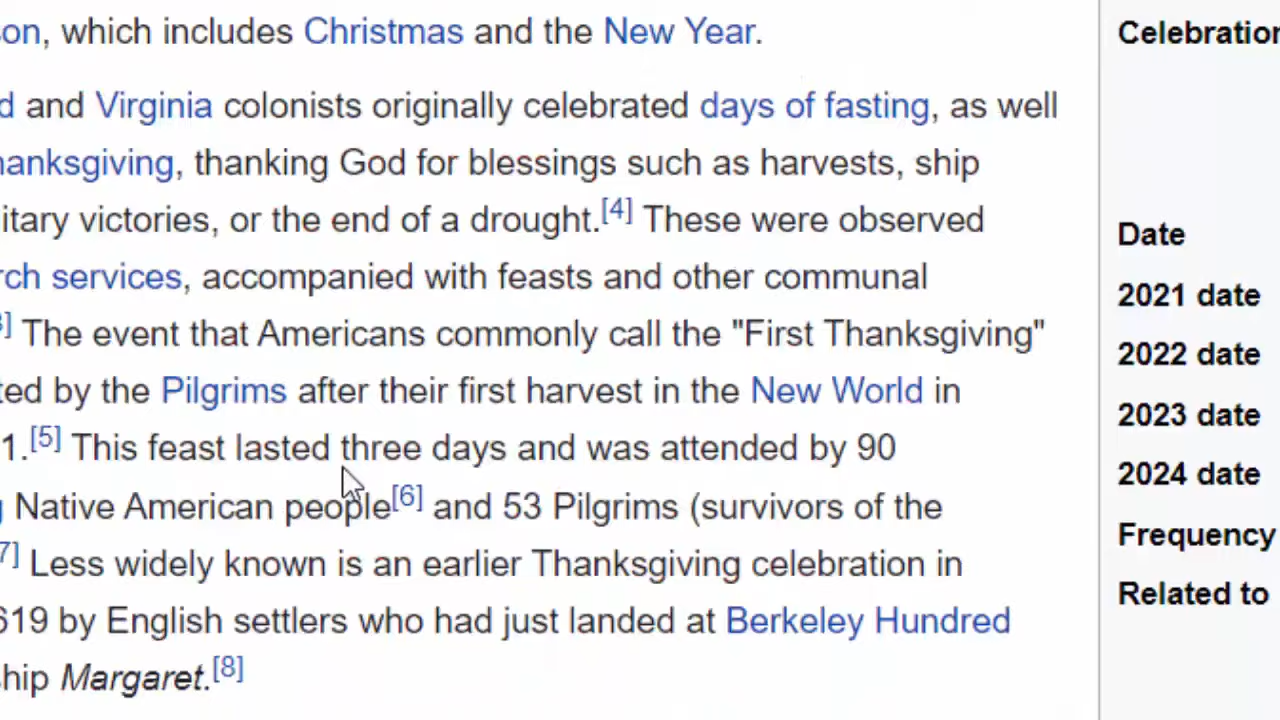 on, which includes Christmas and the New Year.
d and Virginia colonists originally celebrated days of fasting, as well
hanksgiving, thanking God for blessings such as harvests, ship
itary victories, or the end of a drought.[4] These were observed
rch services, accompanied with feasts and other communal
] The event that Americans commonly call the "First Thanksgiving"
ted by the Pilgrims after their first harvest in the New World in
1.[5] This feast lasted three days and was attended by 90
Native American people[6] and 53 Pilgrims (survivors of the
7] Less widely known is an earlier Thanksgiving celebration in
619 by English settlers who had just landed at Berkeley Hundred
hip Margaret.[8]
Celebration
Date
2021 date
2022 date
2023 date
2024 date
Frequency
Related to